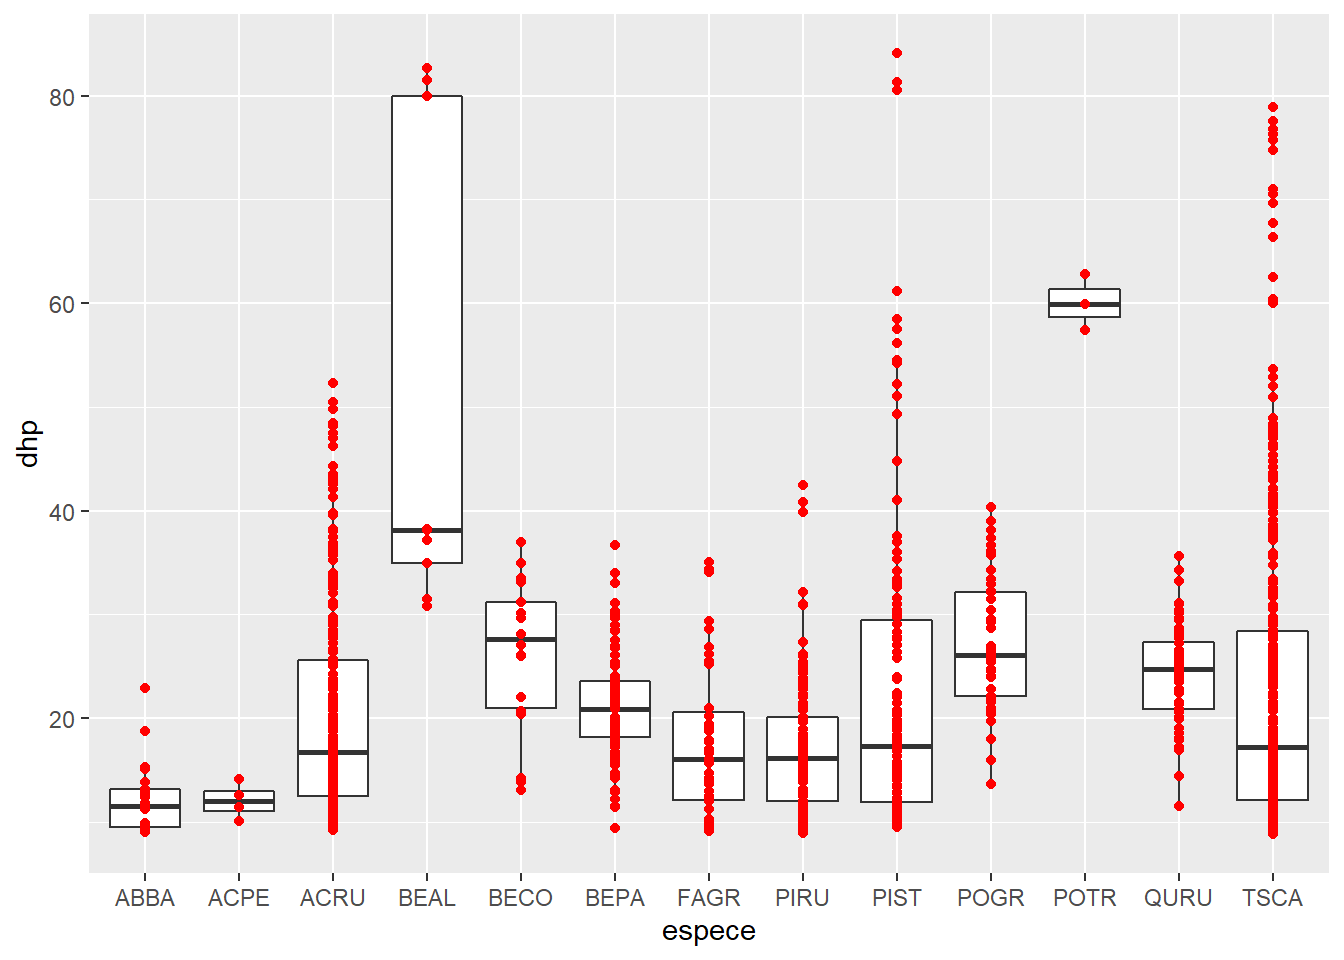 80
60
40
20
dhp
ABBA ACPE ACRU BEAL BECO BEPA FAGR PIRU PIST POGR POTR QURU TSCA
espece